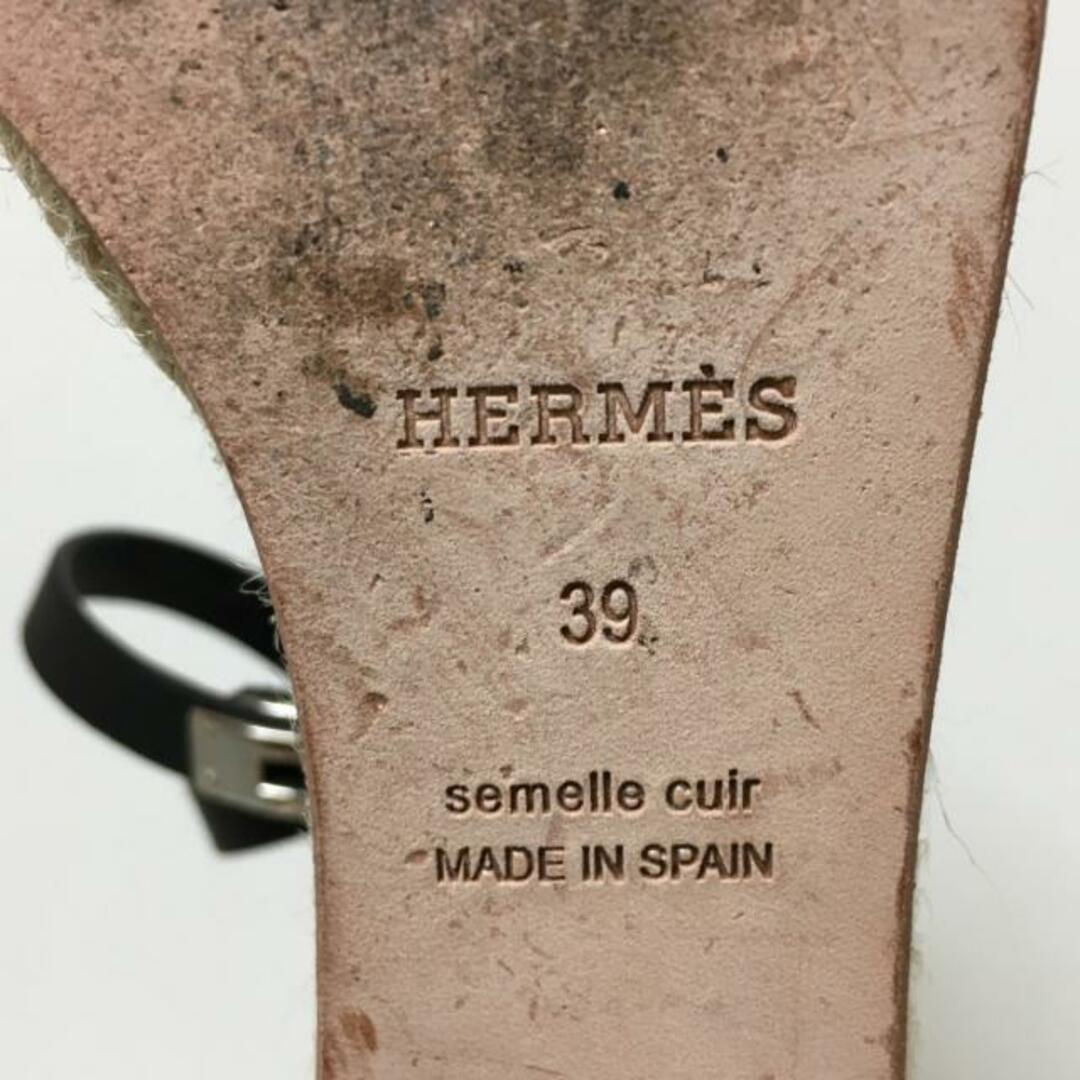 HERMÈS
39
semelle cuir
MADE IN SPAIN